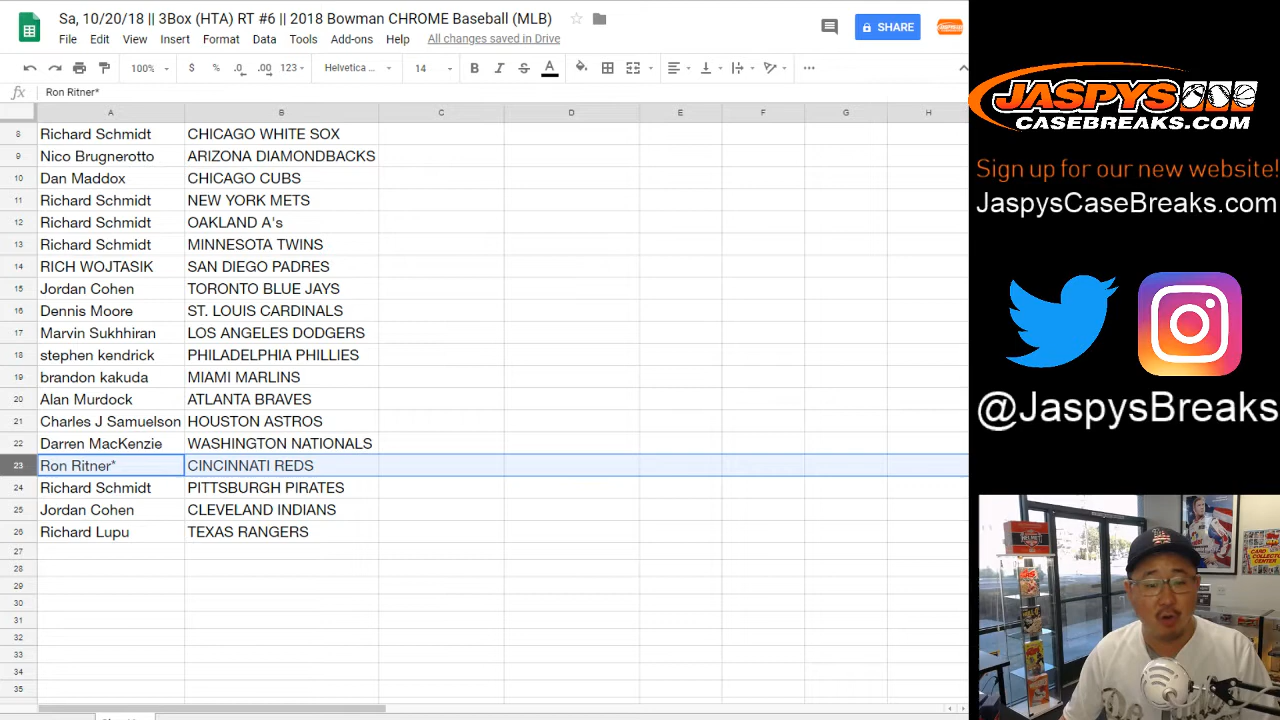 Sa, 10/20/18 || 3Box (HTA) RT #6 || 2018 Bowman CHROME Baseball (MLB)
File Edit View Insert Format Data Tools Add-ons Help All changes saved in Drive
SHARE
100% $ % .0 .00 123 Helvetica ... 14 B I S A
fx Ron Ritner*
A B C D E F G H
8 Richard Schmidt CHICAGO WHITE SOX
9 Nico Brugnerotto ARIZONA DIAMONDBACKS
10 Dan Maddox CHICAGO CUBS
11 Richard Schmidt NEW YORK METS
12 Richard Schmidt OAKLAND A's
13 Richard Schmidt MINNESOTA TWINS
14 RICH WOJTASIK SAN DIEGO PADRES
15 Jordan Cohen TORONTO BLUE JAYS
16 Dennis Moore ST. LOUIS CARDINALS
17 Marvin Sukhhiran LOS ANGELES DODGERS
18 stephen kendrick PHILADELPHIA PHILLIES
19 brandon kakuda MIAMI MARLINS
20 Alan Murdock ATLANTA BRAVES
21 Charles J Samuelson HOUSTON ASTROS
22 Darren MacKenzie WASHINGTON NATIONALS
23 Ron Ritner* CINCINNATI REDS
24 Richard Schmidt PITTSBURGH PIRATES
25 Jordan Cohen CLEVELAND INDIANS
26 Richard Lupu TEXAS RANGERS
27
28
29
30
31
32
33
34
35
JASPYS
CASEBREAKS.COM
Sign up for our new website!
JaspysCaseBreaks.com
@JaspysBreaks